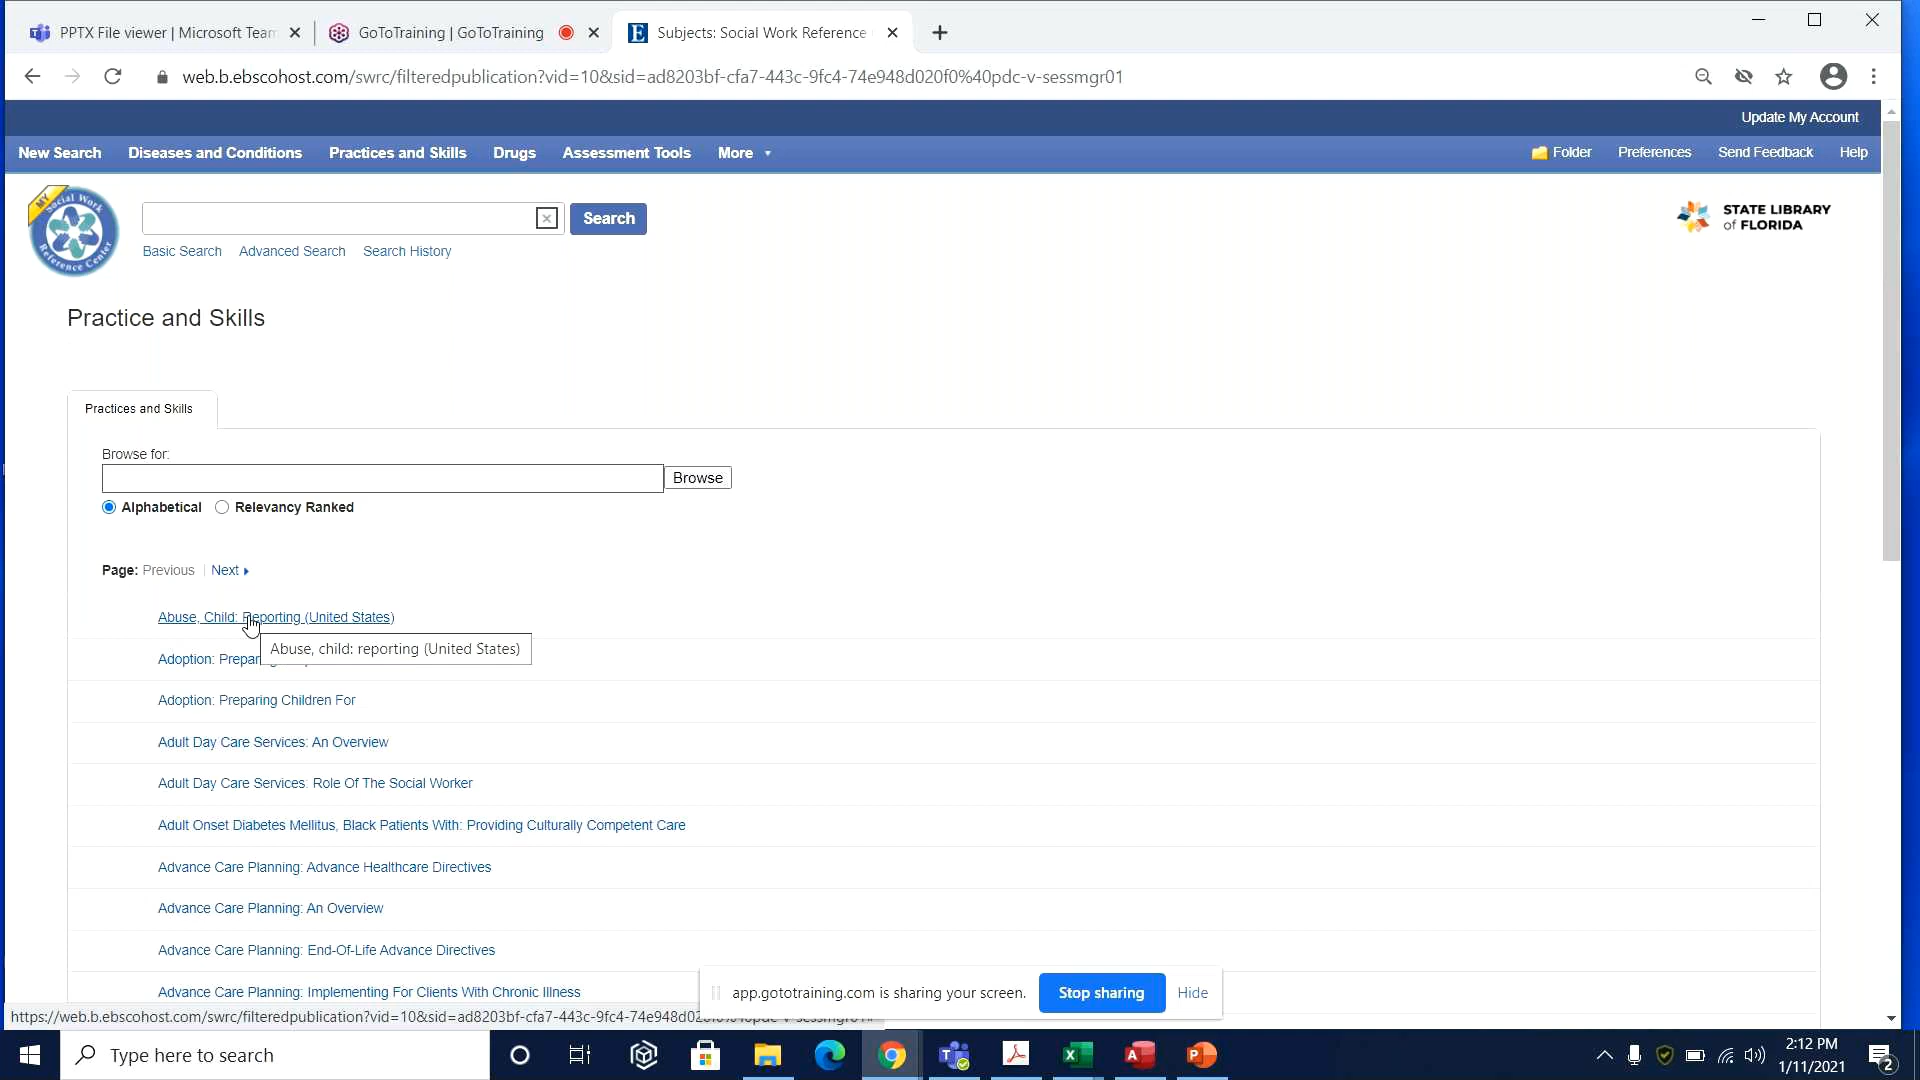 PPTX File viewer | Microsoft Team
GoToTraining | GoToTraining
Subjects: Social Work Reference
web.b.ebscohost.com/swrc/filteredpublication?vid=10&sid=ad8203bf-cfa7-443c-9fc4-74e948d020f0%40pdc-v-sessmgr01
Update My Account
New Search Diseases and Conditions Practices and Skills Drugs Assessment Tools More Folder Preferences Send Feedback Help
MY Social Work Reference Center
Search
STATE LIBRARY
of FLORIDA
Basic Search Advanced Search Search History
Practice and Skills
Practices and Skills
Browse for:
Browse
Alphabetical Relevancy Ranked
Page: Previous Next
Abuse, Child: Reporting (United States)
Abuse, child: reporting (United States)
Adoption:
Adoption: Preparing Children For
Adult Day Care Services: An Overview
Adult Day Care Services: Role Of The Social Worker
Adult Onset Diabetes Mellitus, Black Patients With: Providing Culturally Competent Care
Advance Care Planning: Advance Healthcare Directives
Advance Care Planning: An Overview
Advance Care Planning: End-Of-Life Advance Directives
Advance Care Planning: Implementing For Clients With Chronic Illness
app.gototraining.com is sharing your screen. Stop sharing Hide
Type here to search
2:12 PM
1/11/2021
2